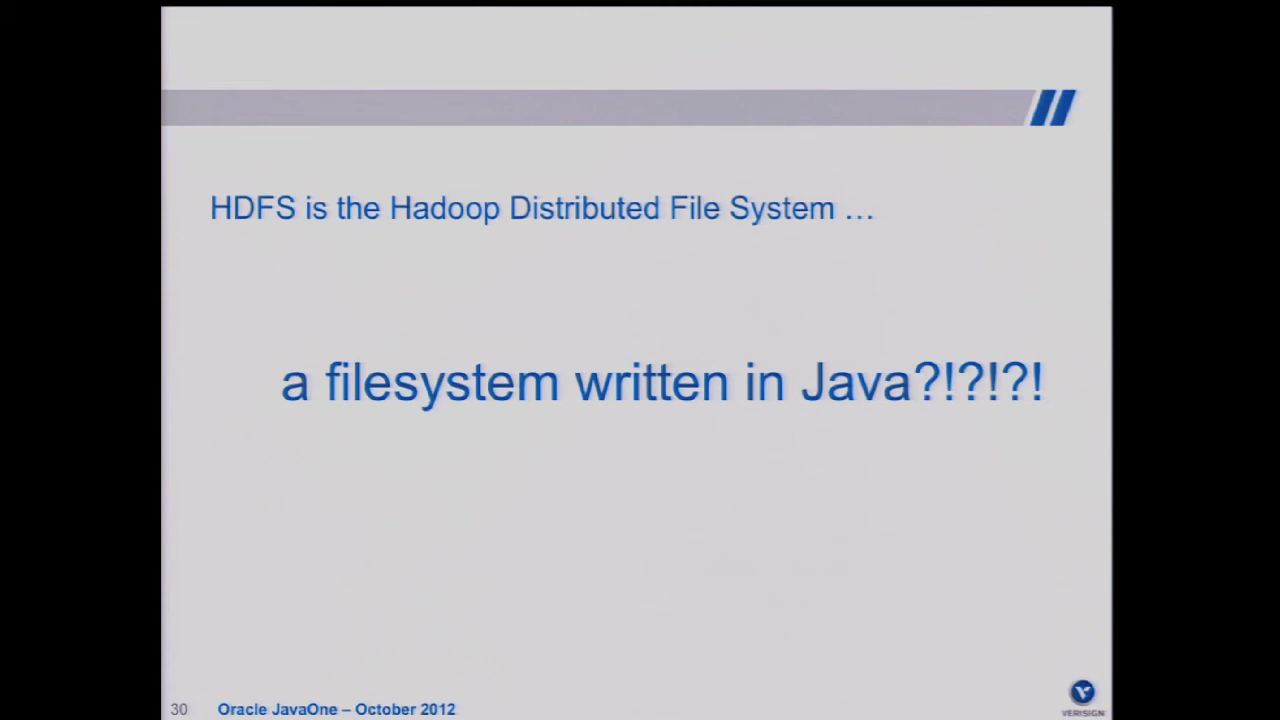 HDFS is the Hadoop Distributed File System …
a filesystem written in Java?!?!?!
30 Oracle JavaOne – October 2012
VERISIGN